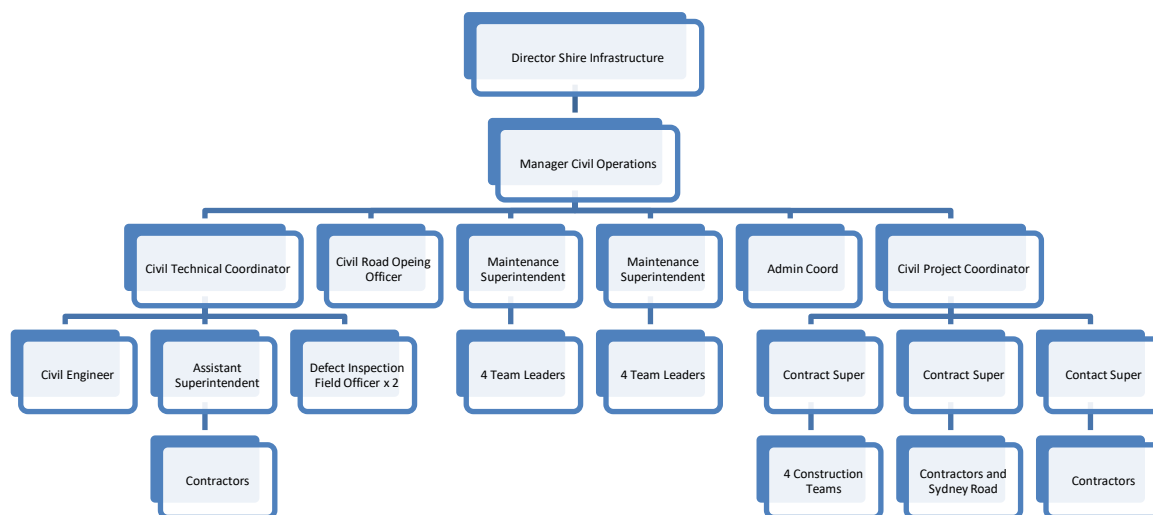 Director Shire Infrastructure
Manager Civil Operations
Civil Technical Coordinator
Civil Road Opeing
Officer
Maintenance
Superintendent
Maintenance
Superintendent
Admin Coord
Civil Project Coordinator
Civil Engineer
Assistant
Superintendent
Defect Inspection
Field Officer x 2
4 Team Leaders
4 Team Leaders
Contract Super
Contract Super
Contact Super
Contractors
4 Construction
Teams
Contractors and
Sydney Road
Contractors